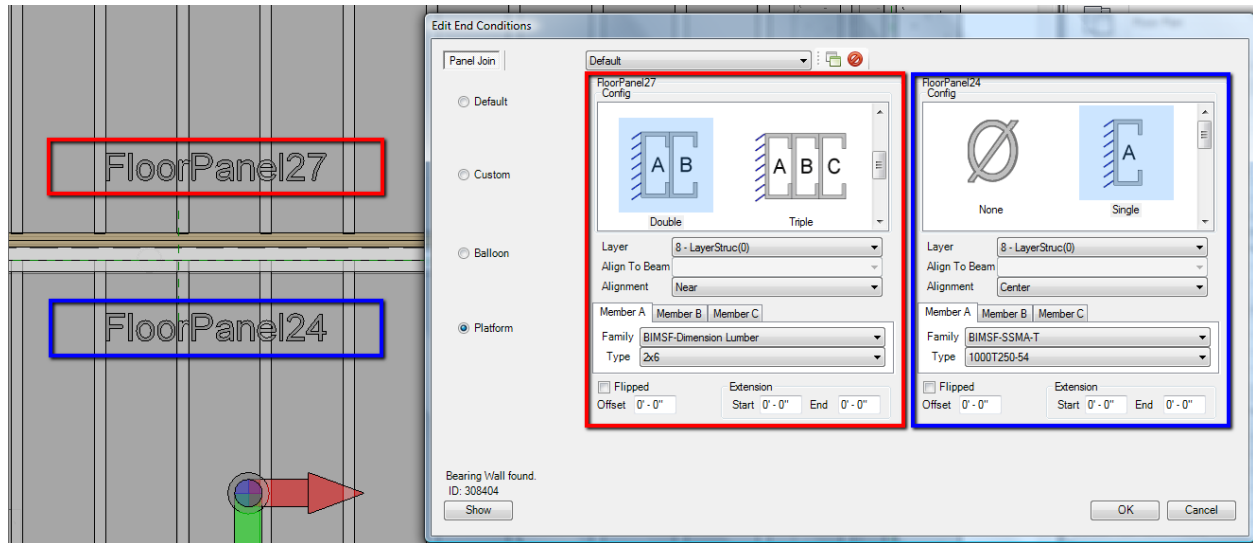 FloorPanel27
FloorPanel24
Edit End Conditions
Panel Join
Default
Default
Custom
Balloon
Platform
FloorPanel27
Config
A B
A B C
Double Triple
Layer 8 - LayerStruc(0)
Align To Beam
Alignment Near
Member A Member B Member C
Family BIMSF-Dimension Lumber
Type 2x6
Flipped Extension
Offset 0' - 0" Start 0' - 0" End 0' - 0"
FloorPanel24
Config
A
None Single
Layer 8 - LayerStruc(0)
Align To Beam
Alignment Center
Member A Member B Member C
Family BIMSF-SSMA-T
Type 1000T250-54
Flipped Extension
Offset 0' - 0" Start 0' - 0" End 0' - 0"
Bearing Wall found.
ID: 308404
Show
OK Cancel